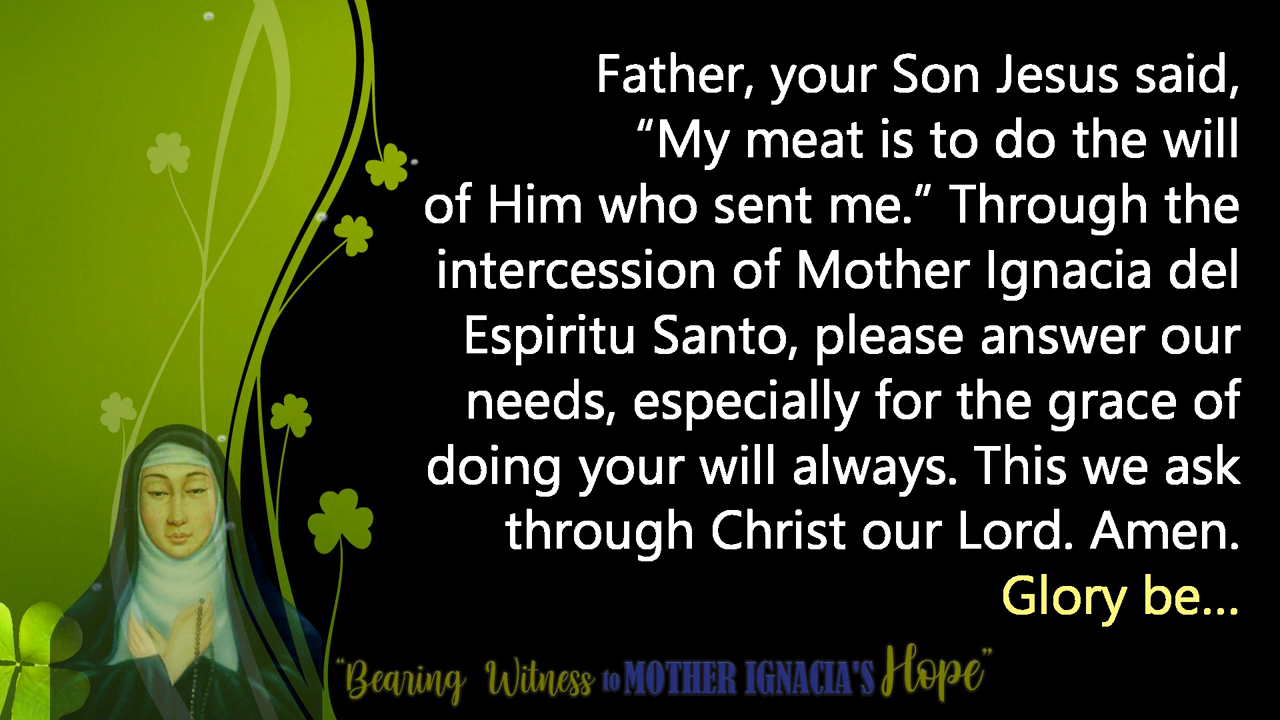 Father, your Son Jesus said,
“My meat is to do the will
of Him who sent me.” Through the
intercession of Mother Ignacia del
Espiritu Santo, please answer our
needs, especially for the grace of
doing your will always. This we ask
through Christ our Lord. Amen.
Glory be...
“Bearing Witness to MOTHER IGNACIA'S Hope”